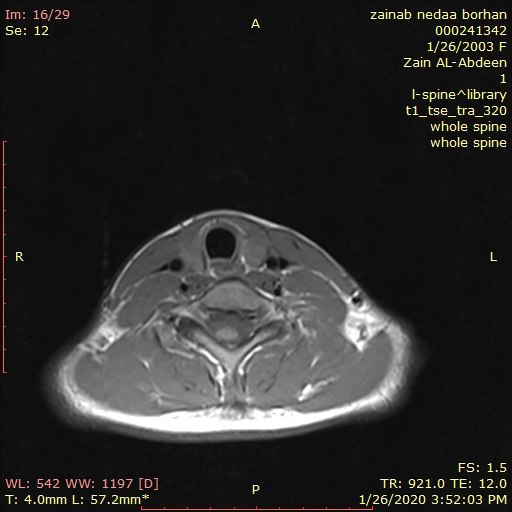 Im: 16/29
Se: 12
A
zainab nedaa borhan
000241342
1/26/2003 F
Zain AL-Abdeen
1
l-spine^library
t1_tse_tra_320
whole spine
whole spine
R
L
WL: 542 WW: 1197 [D]
T: 4.0mm L: 57.2mm*
P
FS: 1.5
TR: 921.0 TE: 12.0
1/26/2020 3:52:03 PM